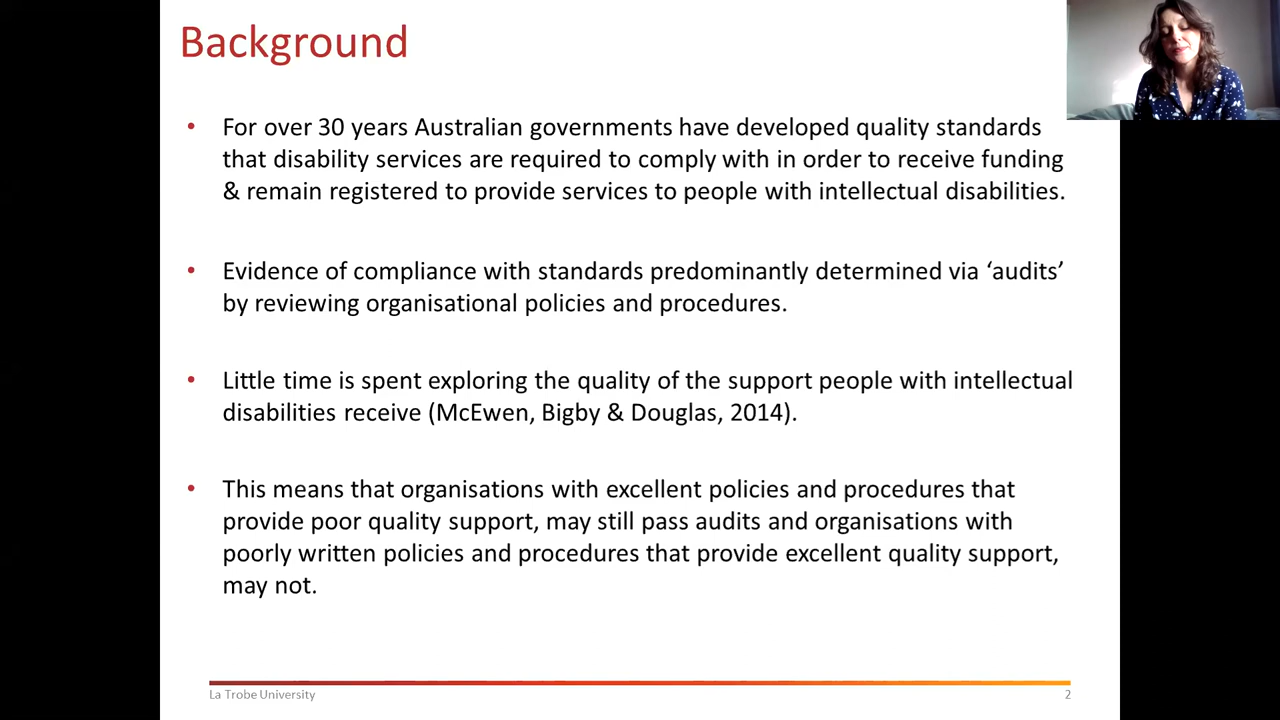 Background
• For over 30 years Australian governments have developed quality standards
that disability services are required to comply with in order to receive funding
& remain registered to provide services to people with intellectual disabilities.
• Evidence of compliance with standards predominantly determined via ‘audits’
by reviewing organisational policies and procedures.
• Little time is spent exploring the quality of the support people with intellectual
disabilities receive (McEwen, Bigby & Douglas, 2014).
• This means that organisations with excellent policies and procedures that
provide poor quality support, may still pass audits and organisations with
poorly written policies and procedures that provide excellent quality support,
may not.
La Trobe University
2